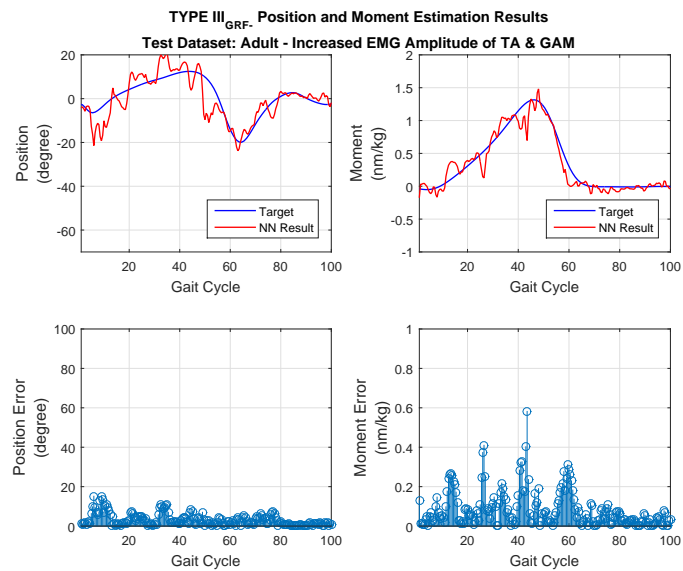 TYPE III_GRF- Position and Moment Estimation Results
Test Dataset: Adult - Increased EMG Amplitude of TA & GAM
20
0
-20
-40
-60
Position
(degree)
Target
NN Result
20 40 60 80 100
Gait Cycle
1.5
1
0.5
0
-0.5
-1
Moment
(nm/kg)
Target
NN Result
20 40 60 80 100
Gait Cycle
100
80
60
40
20
0
Position Error
(degree)
20 40 60 80 100
Gait Cycle
1
0.8
0.6
0.4
0.2
0
Moment Error
(nm/kg)
20 40 60 80 100
Gait Cycle